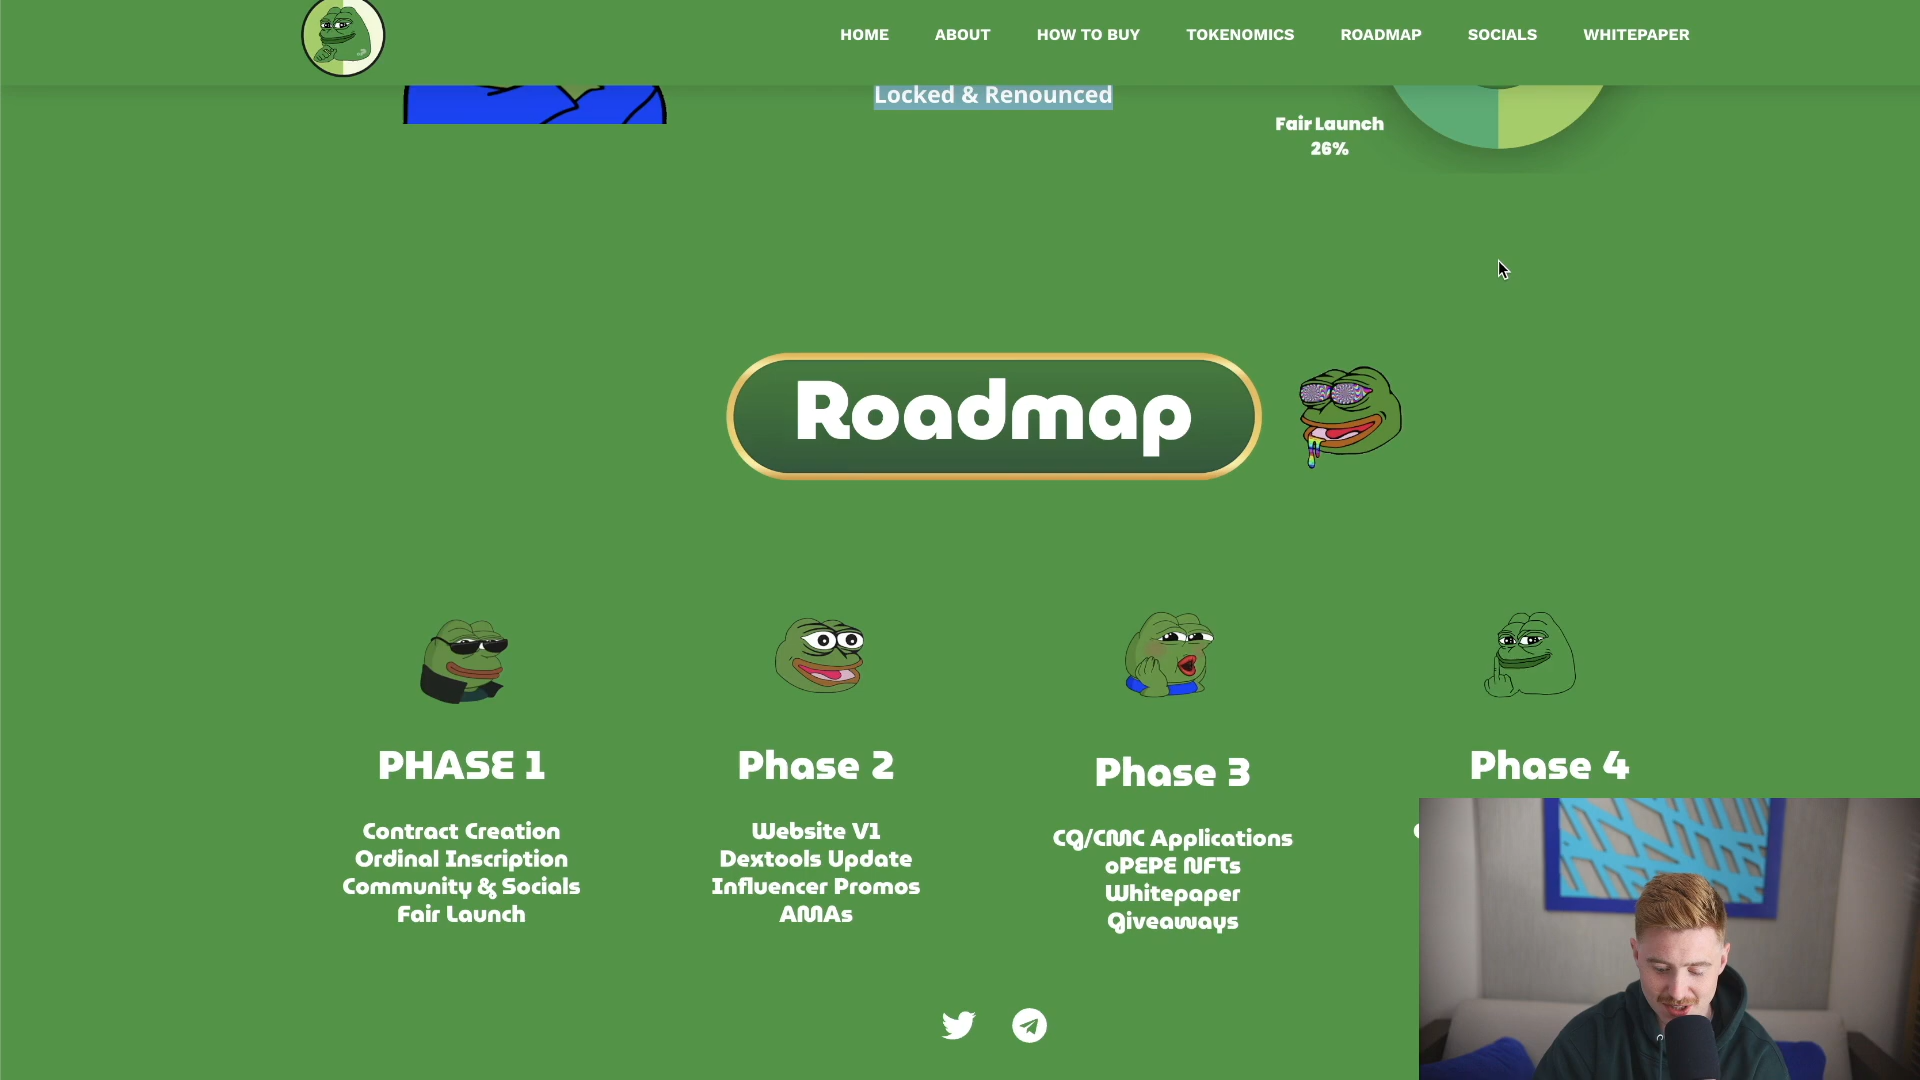 HOME ABOUT HOW TO BUY TOKENOMICS ROADMAP SOCIALS WHITEPAPER
Locked & Renounced
Fair Launch
26%
Roadmap
PHASE 1
Contract Creation
Ordinal Inscription
Community & Socials
Fair Launch
Phase 2
Website V1
Dextools Update
Influencer Promos
AMAs
Phase 3
CG/CMC Applications
oPEPE NFTs
Whitepaper
Giveaways
Phase 4